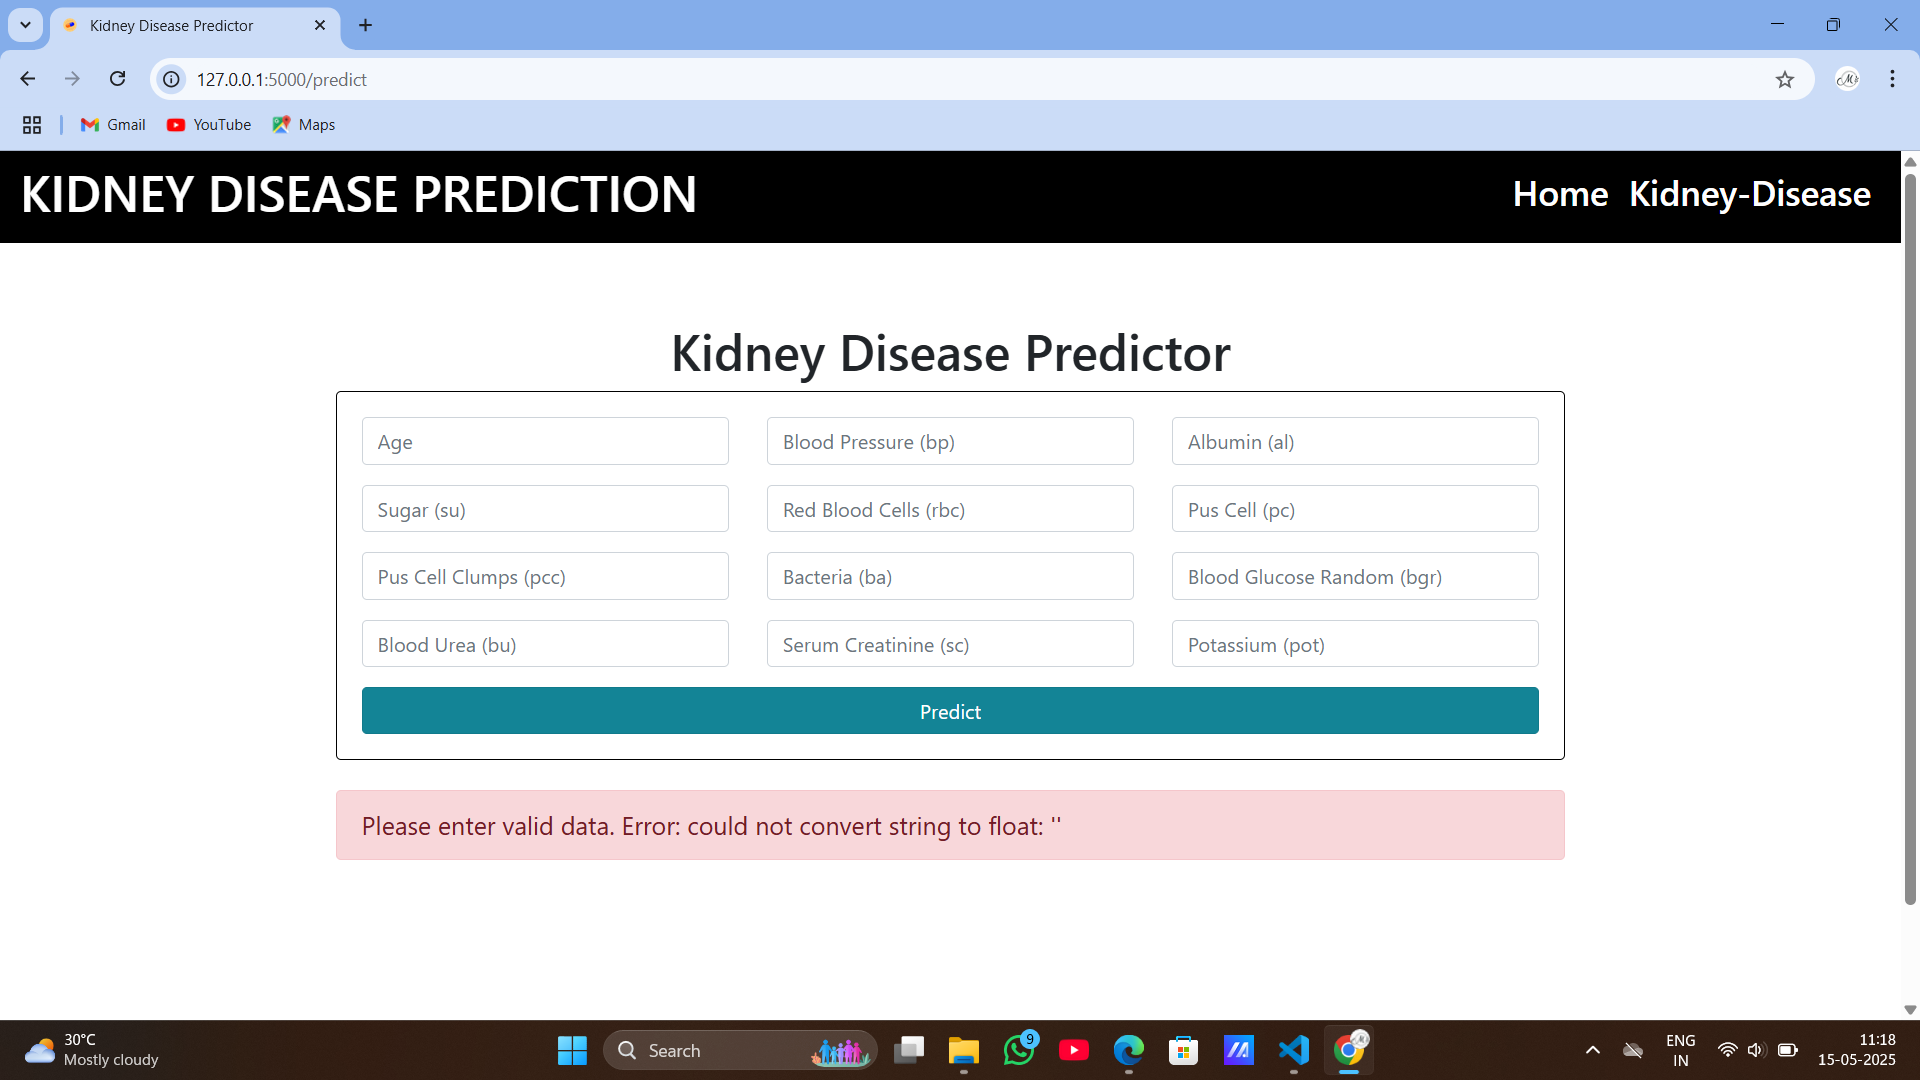 Kidney Disease Predictor
127.0.0.1:5000/predict
Gmail YouTube Maps
KIDNEY DISEASE PREDICTION Home Kidney-Disease
Kidney Disease Predictor
Age Blood Pressure (bp) Albumin (al)
Sugar (su) Red Blood Cells (rbc) Pus Cell (pc)
Pus Cell Clumps (pcc) Bacteria (ba) Blood Glucose Random (bgr)
Blood Urea (bu) Serum Creatinine (sc) Potassium (pot)
Predict
Please enter valid data. Error: could not convert string to float: ''
30°C
Mostly cloudy
Search
9
ENG
IN
11:18
15-05-2025